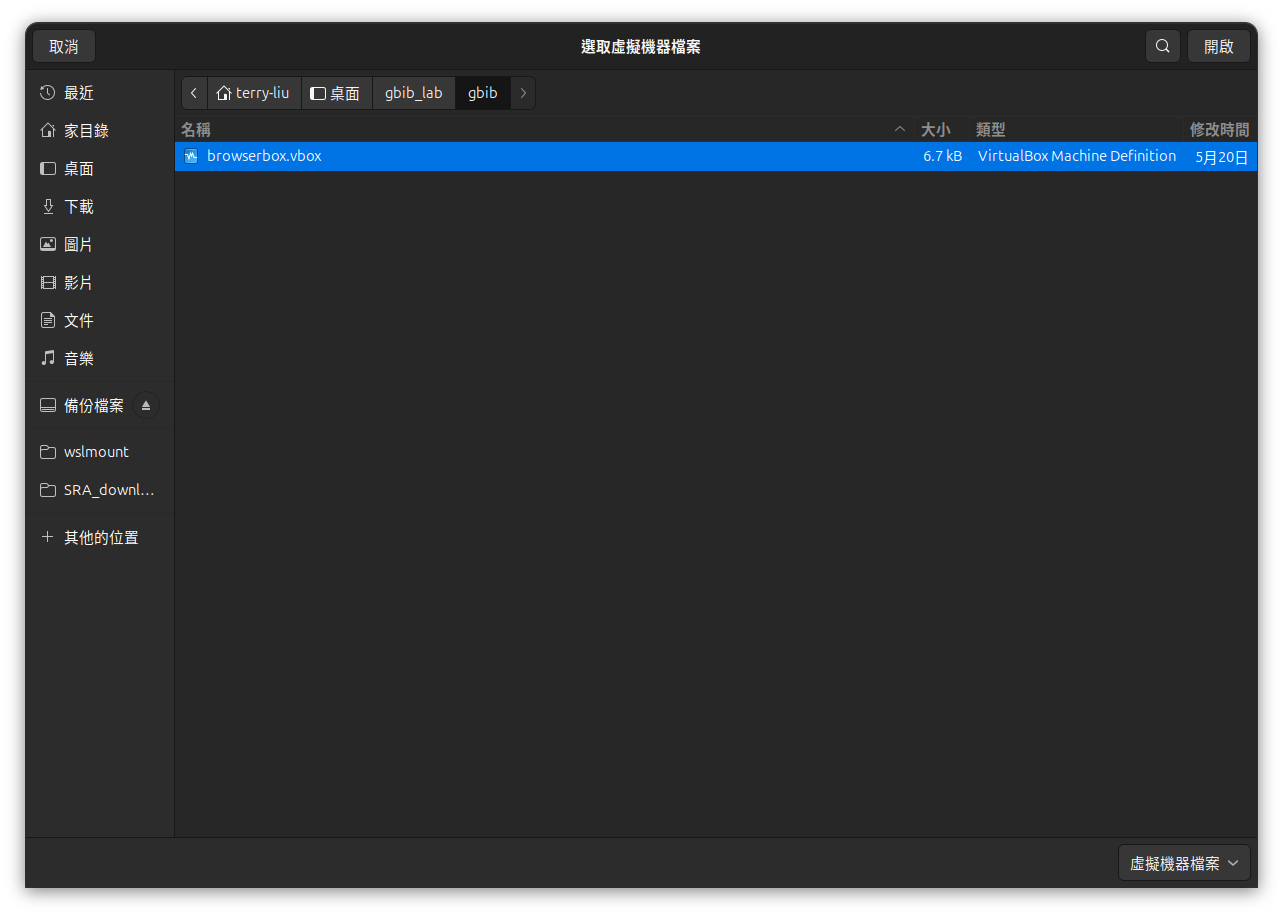 取消
選取虛擬機器檔案
開啟
最近
家目錄
桌面
下載
圖片
影片
文件
音樂
備份檔案
wslmount
SRA_downl...
其他的位置
terry-liu 桌面 gbib_lab gbib
名稱 大小 類型 修改時間
browserbox.vbox 6.7 kB VirtualBox Machine Definition 5月20日
虛擬機器檔案